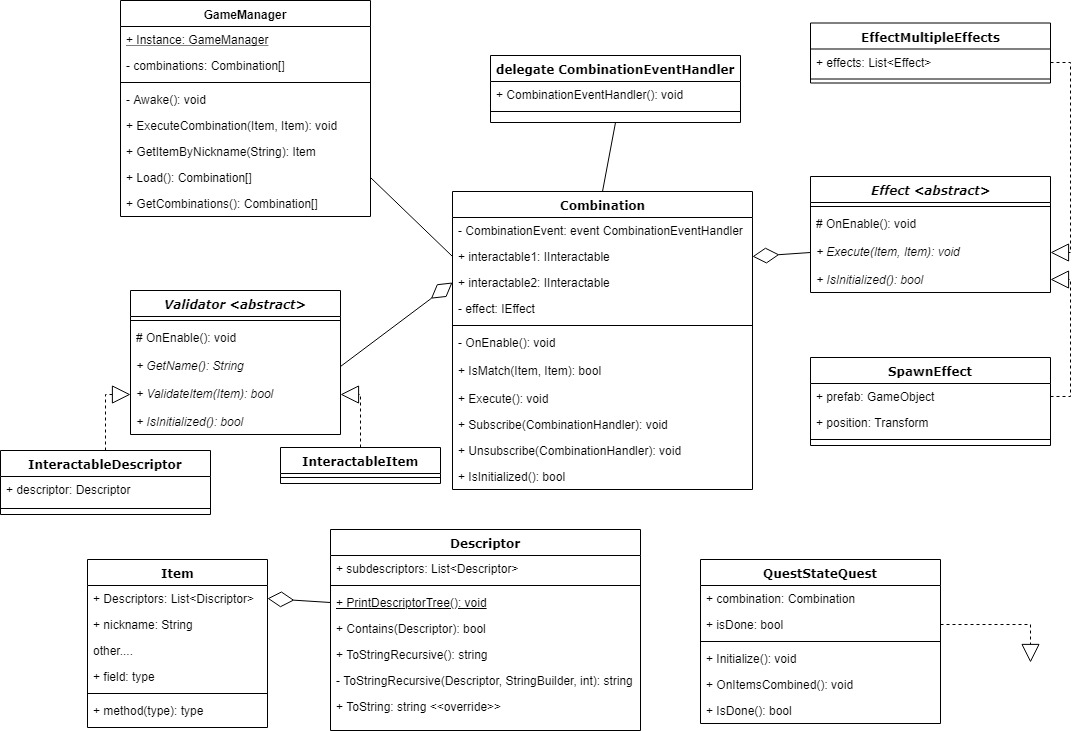 GameManager
+ Instance: GameManager
- combinations: Combination[]
- Awake(): void
+ ExecuteCombination(Item, Item): void
+ GetItemByNickname(String): Item
+ Load(): Combination[]
+ GetCombinations(): Combination[]
delegate CombinationEventHandler
+ CombinationEventHandler(): void
EffectMultipleEffects
+ effects: List<Effect>
Combination
- CombinationEvent: event CombinationEventHandler
+ interactable1: IInteractable
+ interactable2: IInteractable
- effect: IEffect
- OnEnable(): void
+ IsMatch(Item, Item): bool
+ Execute(): void
+ Subscribe(CombinationHandler): void
+ Unsubscribe(CombinationHandler): void
+ IsInitialized(): bool
Effect <abstract>
# OnEnable(): void
+ Execute(Item, Item): void
+ IsInitialized(): bool
Validator <abstract>
# OnEnable(): void
+ GetName(): String
+ ValidateItem(Item): bool
+ IsInitialized(): bool
SpawnEffect
+ prefab: GameObject
+ position: Transform
InteractableDescriptor
+ descriptor: Descriptor
InteractableItem
Item
+ Descriptors: List<Discriptor>
+ nickname: String
other....
+ field: type
+ method(type): type
Descriptor
+ subdescriptors: List<Descriptor>
+ PrintDescriptorTree(): void
+ Contains(Descriptor): bool
+ ToStringRecursive(): string
- ToStringRecursive(Descriptor, StringBuilder, int): string
+ ToString: string <<override>>
QuestStateQuest
+ combination: Combination
+ isDone: bool
+ Initialize(): void
+ OnItemsCombined(): void
+ IsDone(): bool